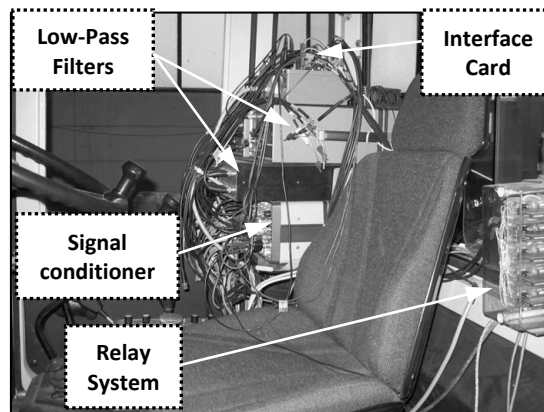 Low-Pass
Filters
Interface
Card
Signal
conditioner
Relay
System